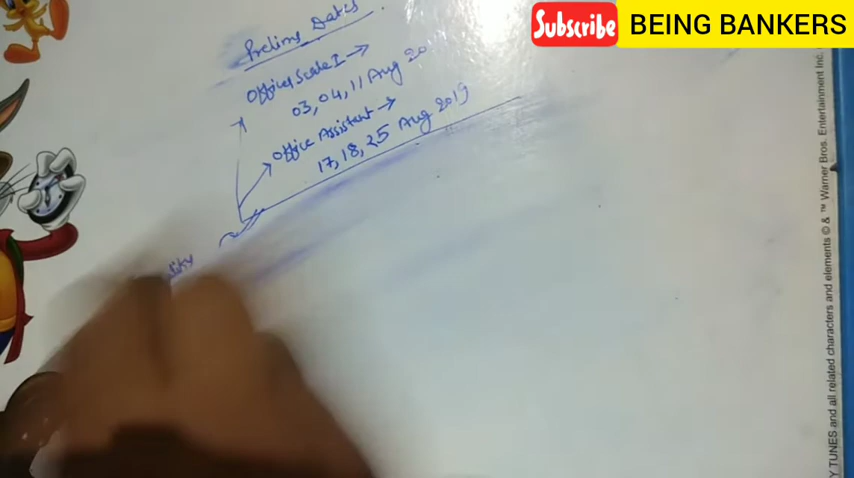 Subscribe BEING BANKERS
Prelims Dates
Officer Scale I →
03, 04, 11 Aug 20
Office Assistant →
17, 18, 25 Aug 2019
Y TUNES and all related characters and elements © & ™ Warner Bros. Entertainment Inc.